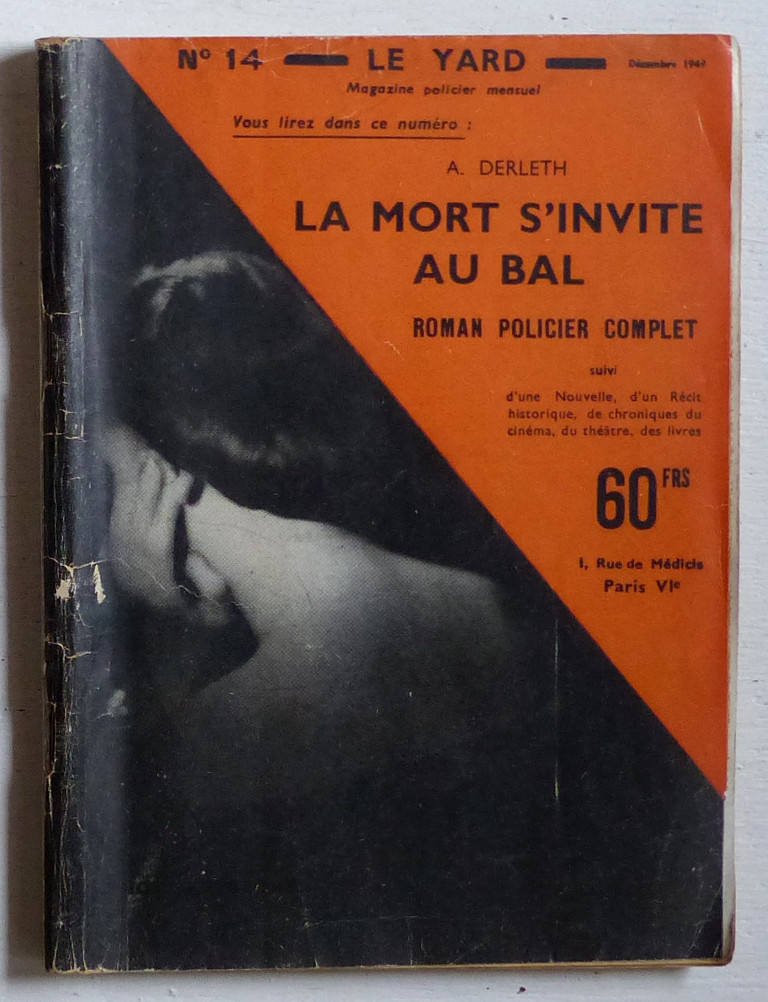 Nº 14 — LE YARD — Décembre 1947
Magazine policier mensuel
Vous lirez dans ce numéro :
A. DERLETH
LA MORT S'INVITE
AU BAL
ROMAN POLICIER COMPLET
suivi
d'une Nouvelle, d'un Récit
historique, de chroniques du
cinéma, du théâtre, des livres
60 FRS
1, Rue de Médicis
Paris VIe